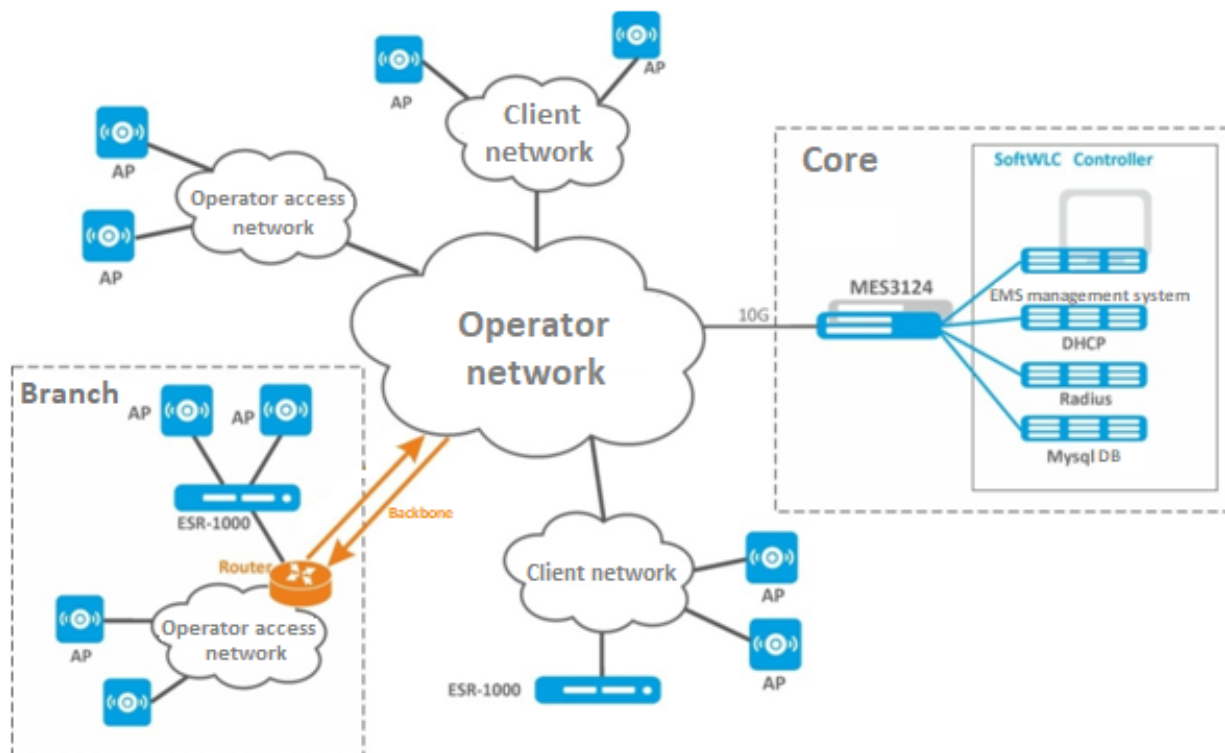 AP
AP
Client
network
AP
Operator access
network
AP
Core
SoftWLC Controller
MES3124
EMS management system
10G
DHCP
Radius
Mysql DB
Operator
network
Branch
AP
AP
ESR-1000
Backbone
Router
Operator access
network
AP
Client network
AP
AP
ESR-1000